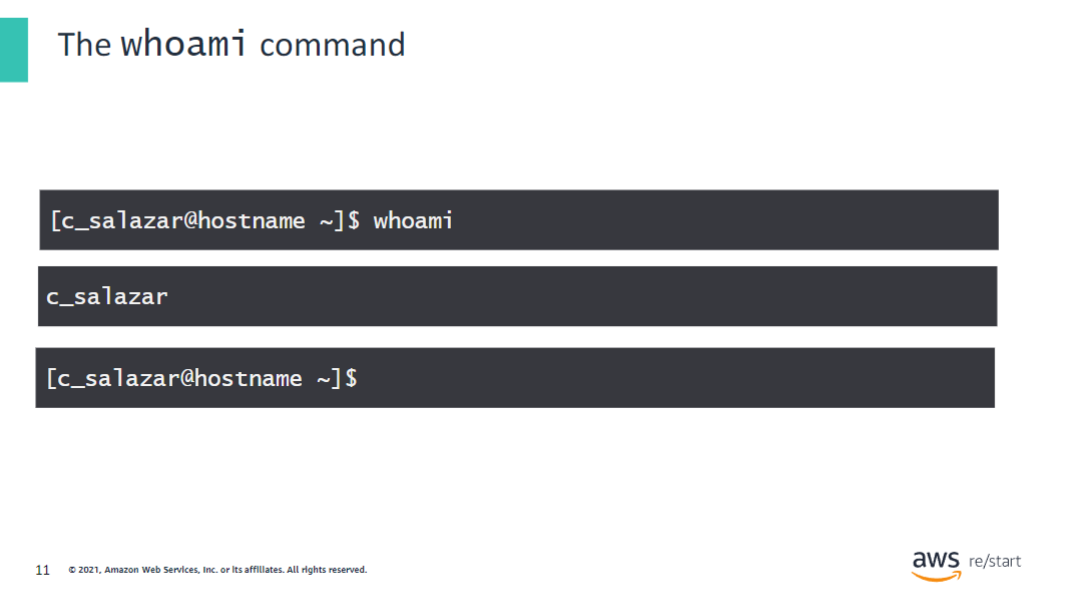 The whoami command
[c_salazar@hostname ~]$ whoami
c_salazar
[c_salazar@hostname ~]$
11 © 2021, Amazon Web Services, Inc. or its affiliates. All rights reserved.
aws re/start